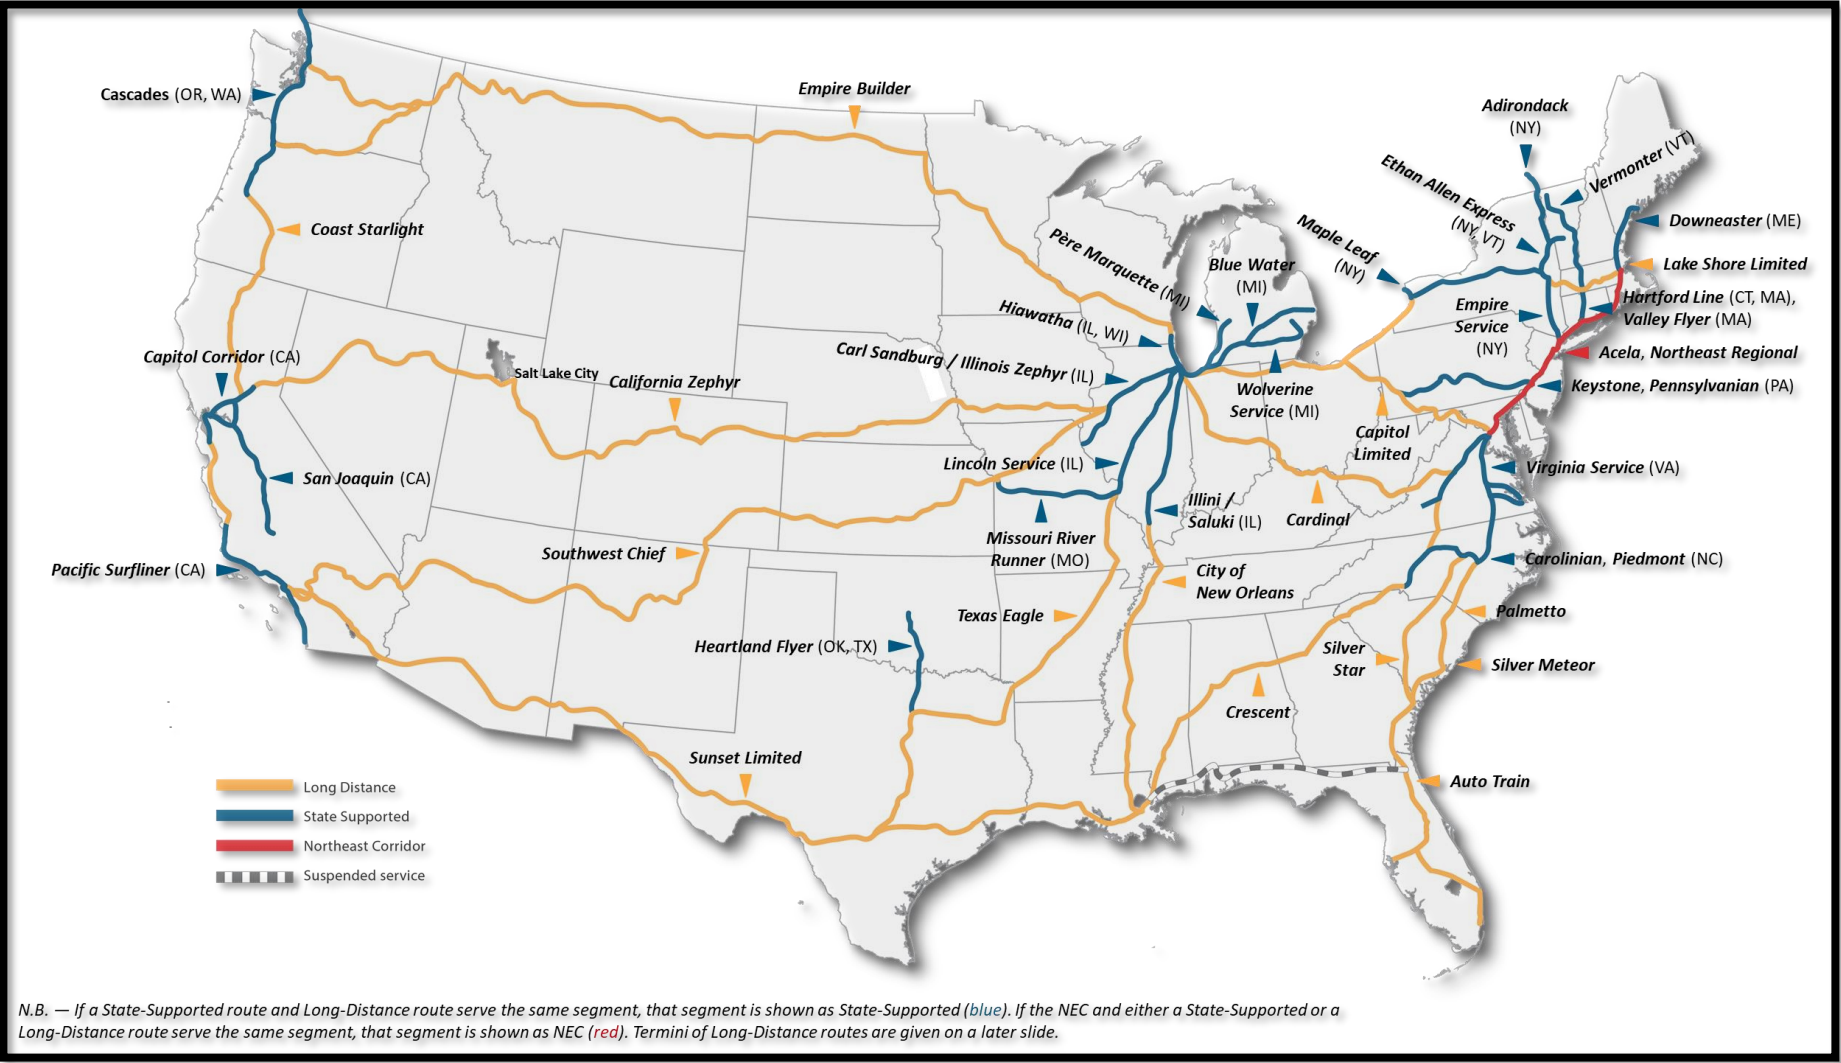 Cascades (OR, WA)
Empire Builder
Adirondack
(NY)
Vermonter (VT)
Ethan Allen Express
(NY, VT)
Downeaster (ME)
Coast Starlight
Maple Leaf
(NY)
Père Marquette (MI)
Blue Water
(MI)
Lake Shore Limited
Hartford Line (CT, MA),
Valley Flyer (MA)
Empire
Service
(NY)
Hiawatha (IL, WI)
Acela, Northeast Regional
Capitol Corridor (CA)
Salt Lake City
California Zephyr
Carl Sandburg / Illinois Zephyr (IL)
Wolverine
Service (MI)
Keystone, Pennsylvanian (PA)
Capitol
Limited
San Joaquin (CA)
Lincoln Service (IL)
Virginia Service (VA)
Illini /
Saluki (IL)
Cardinal
Missouri River
Runner (MO)
Southwest Chief
Pacific Surfliner (CA)
City of
New Orleans
Carolinian, Piedmont (NC)
Texas Eagle
Palmetto
Heartland Flyer (OK, TX)
Silver
Star
Silver Meteor
Crescent
Sunset Limited
Auto Train
Long Distance
State Supported
Northeast Corridor
Suspended service
N.B. — If a State-Supported route and Long-Distance route serve the same segment, that segment is shown as State-Supported (blue). If the NEC and either a State-Supported or a
Long-Distance route serve the same segment, that segment is shown as NEC (red). Termini of Long-Distance routes are given on a later slide.